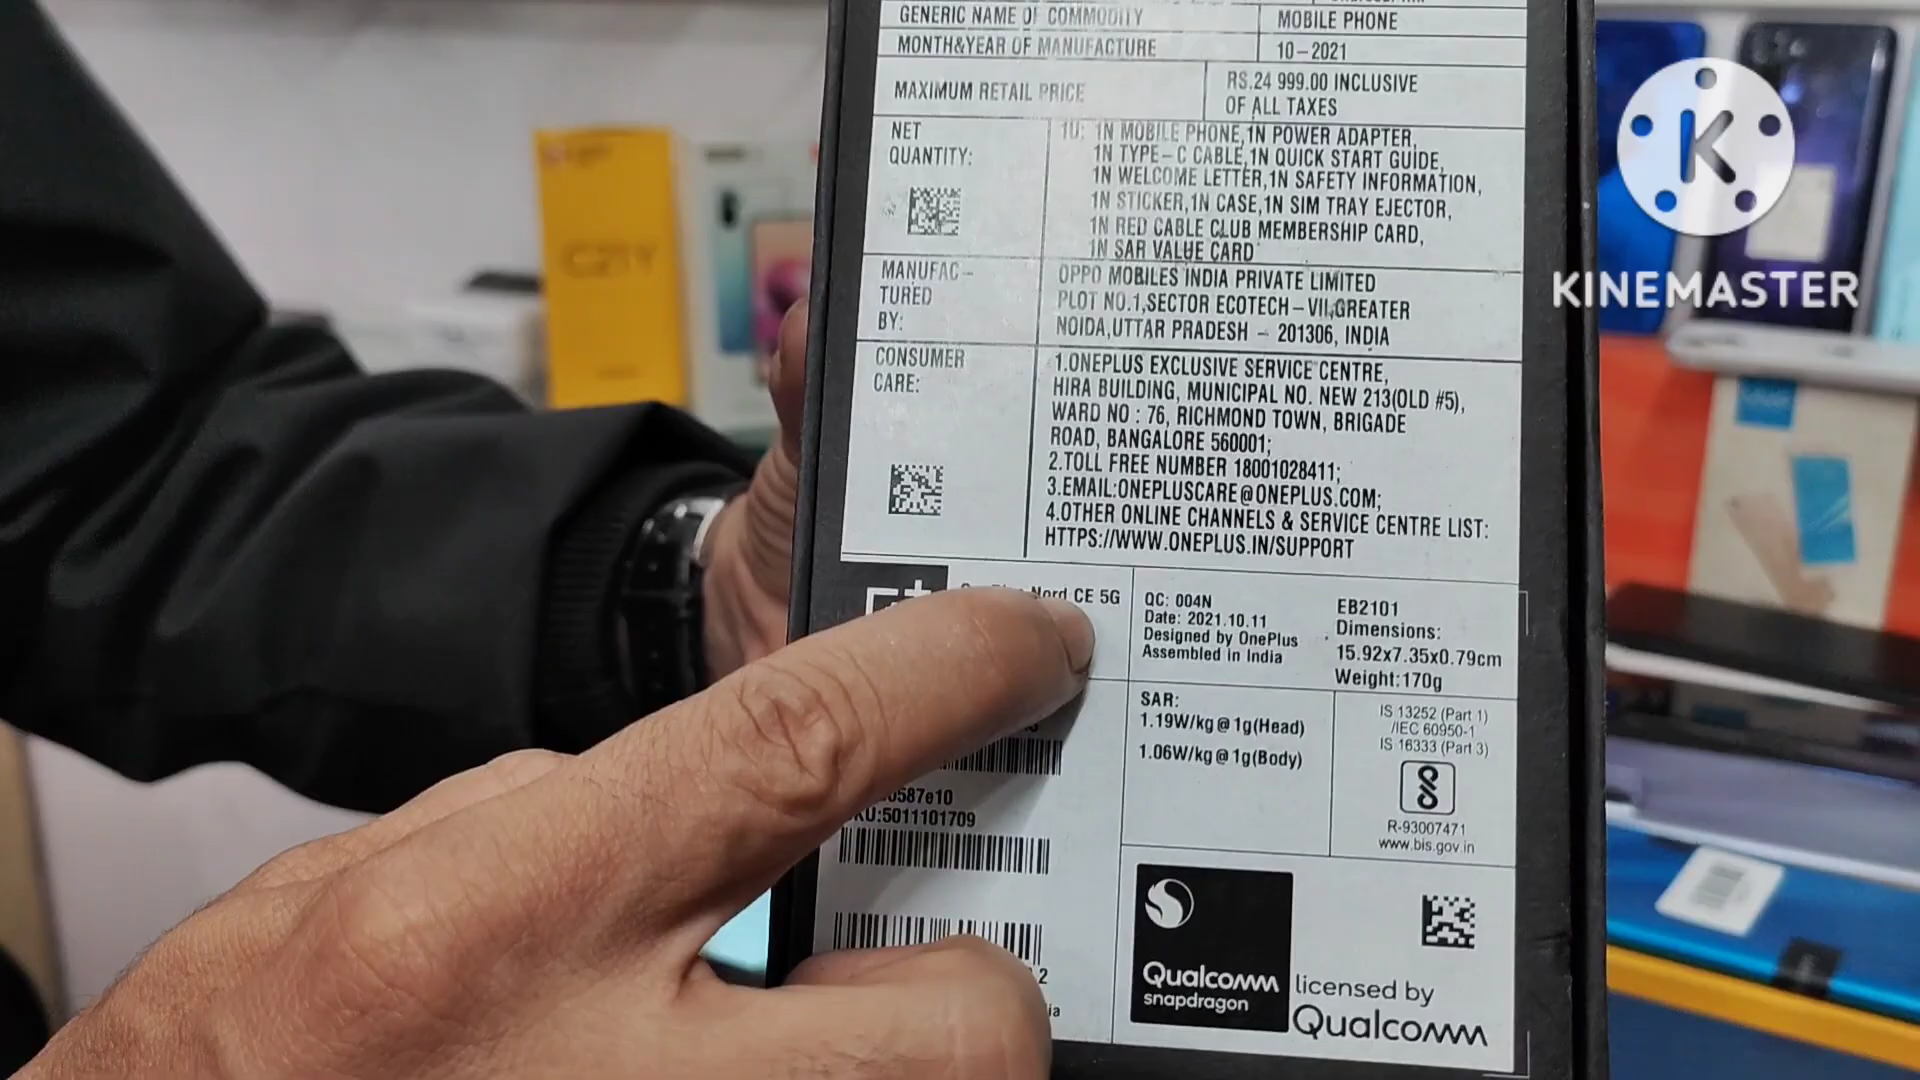 GENERIC NAME OF COMMODITY
MOBILE PHONE
MONTH&YEAR OF MANUFACTURE
10-2021
MAXIMUM RETAIL PRICE
RS.24 999.00 INCLUSIVE
OF ALL TAXES
NET
QUANTITY:
1U: 1N MOBILE PHONE,1N POWER ADAPTER,
1N TYPE-C CABLE,1N QUICK START GUIDE,
1N WELCOME LETTER,1N SAFETY INFORMATION,
1N STICKER,1N CASE,1N SIM TRAY EJECTOR,
1N RED CABLE CLUB MEMBERSHIP CARD,
1N SAR VALUE CARD
MANUFAC-
TURED
BY:
OPPO MOBILES INDIA PRIVATE LIMITED
PLOT NO.1,SECTOR ECOTECH-VII,GREATER
NOIDA,UTTAR PRADESH - 201306, INDIA
CONSUMER
CARE:
1.ONEPLUS EXCLUSIVE SERVICE CENTRE,
HIRA BUILDING, MUNICIPAL NO. NEW 213(OLD #5),
WARD NO : 76, RICHMOND TOWN, BRIGADE
ROAD, BANGALORE 560001;
2.TOLL FREE NUMBER 18001028411;
3.EMAIL:ONEPLUSCARE@ONEPLUS.COM;
4.OTHER ONLINE CHANNELS & SERVICE CENTRE LIST:
HTTPS://WWW.ONEPLUS.IN/SUPPORT
Nord CE 5G
QC: 004N
Date: 2021.10.11
Designed by OnePlus
Assembled in India
EB2101
Dimensions:
15.92x7.35x0.79cm
Weight:170g
SAR:
1.19W/kg@1g(Head)
1.06W/kg@1g(Body)
IS 13252 (Part 1)
/IEC 60950-1
IS 16333 (Part 3)
R-93007471
www.bis.gov.in
587e10
KU:5011101709
2
ia
Qualcomm
snapdragon
licensed by
Qualcomm
K
KINEMASTER
C21Y